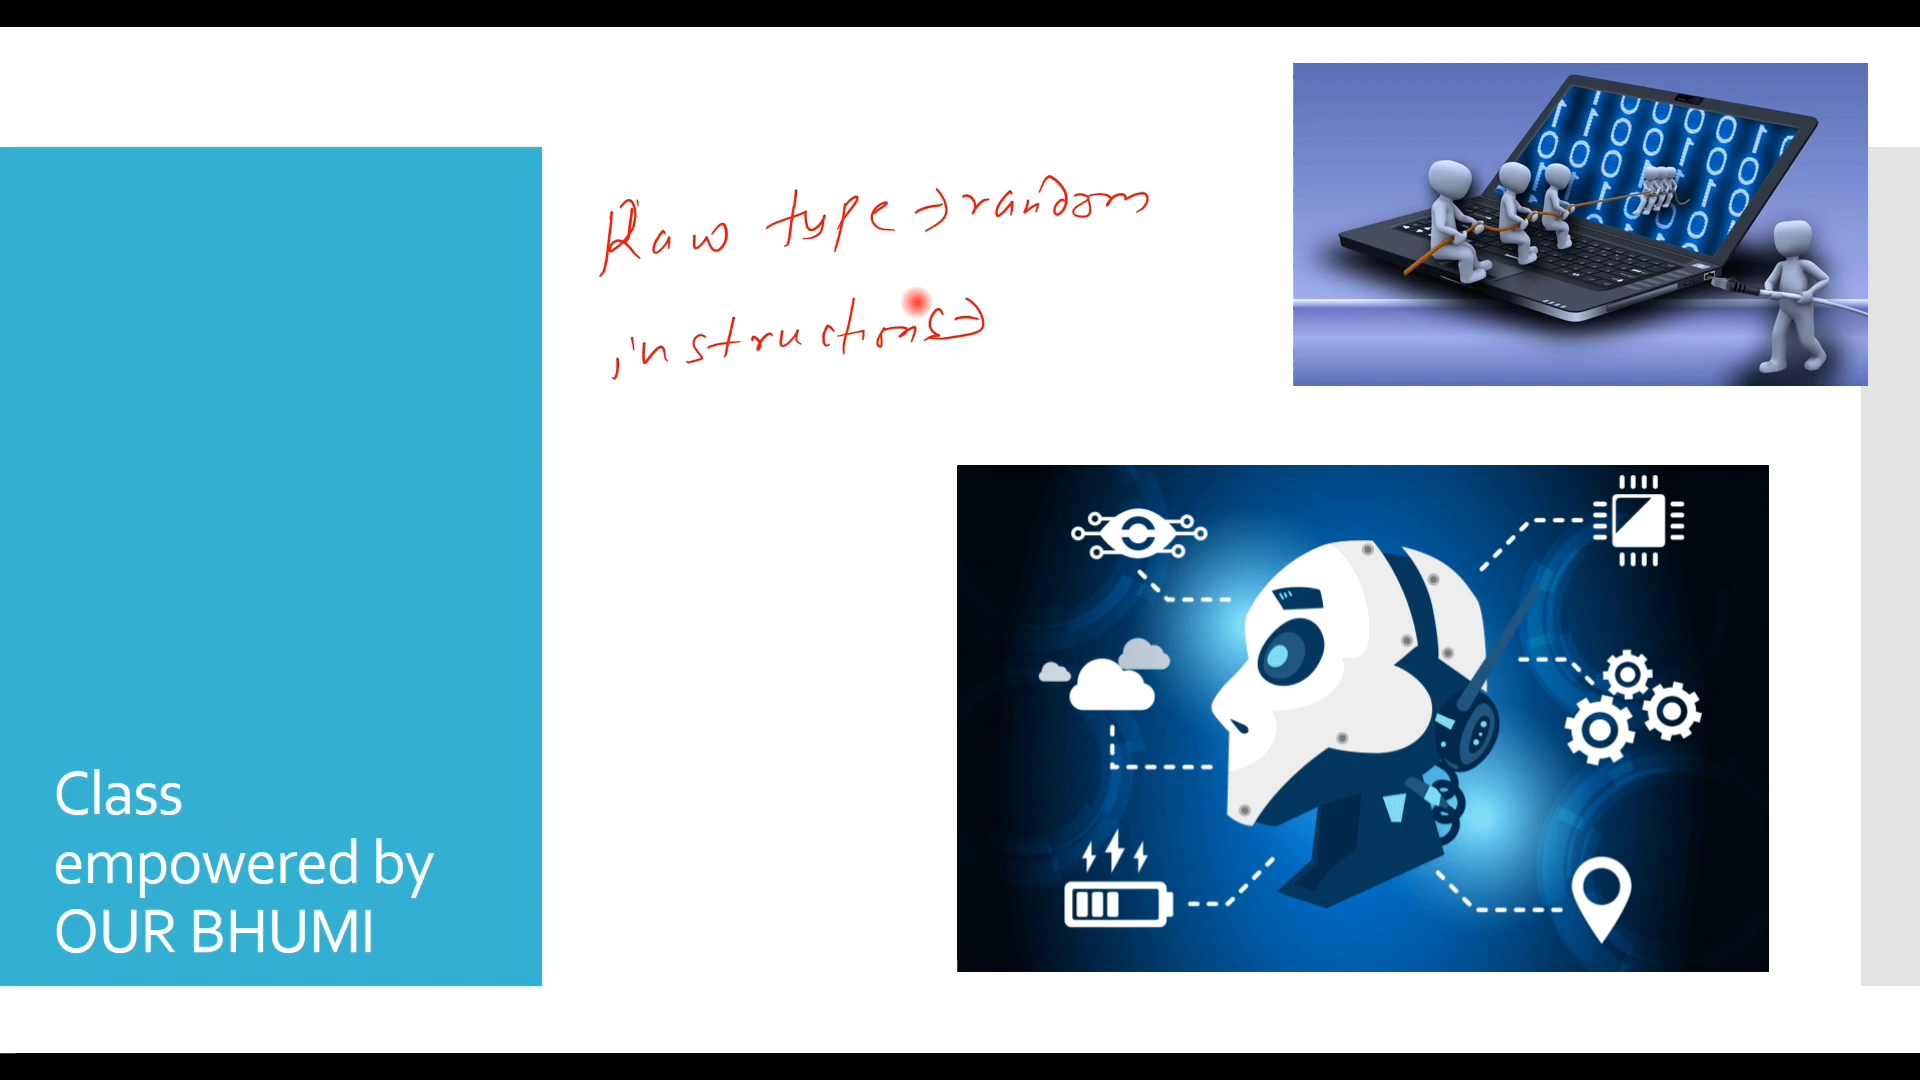 Raw type → random
instructions →
Class
empowered by
OUR BHUMI